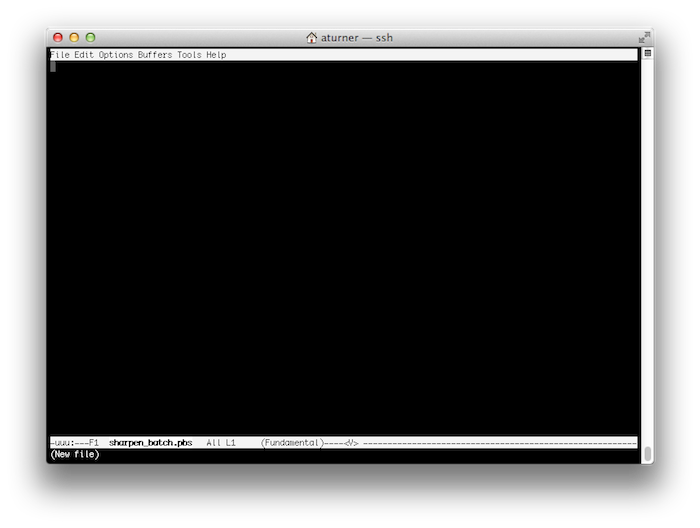 aturner — ssh
File Edit Options Buffers Tools Help
-uuu:---F1  sharpen_batch.pbs   All L1     (Fundamental)----<V> --------------------------------------------------------
(New file)